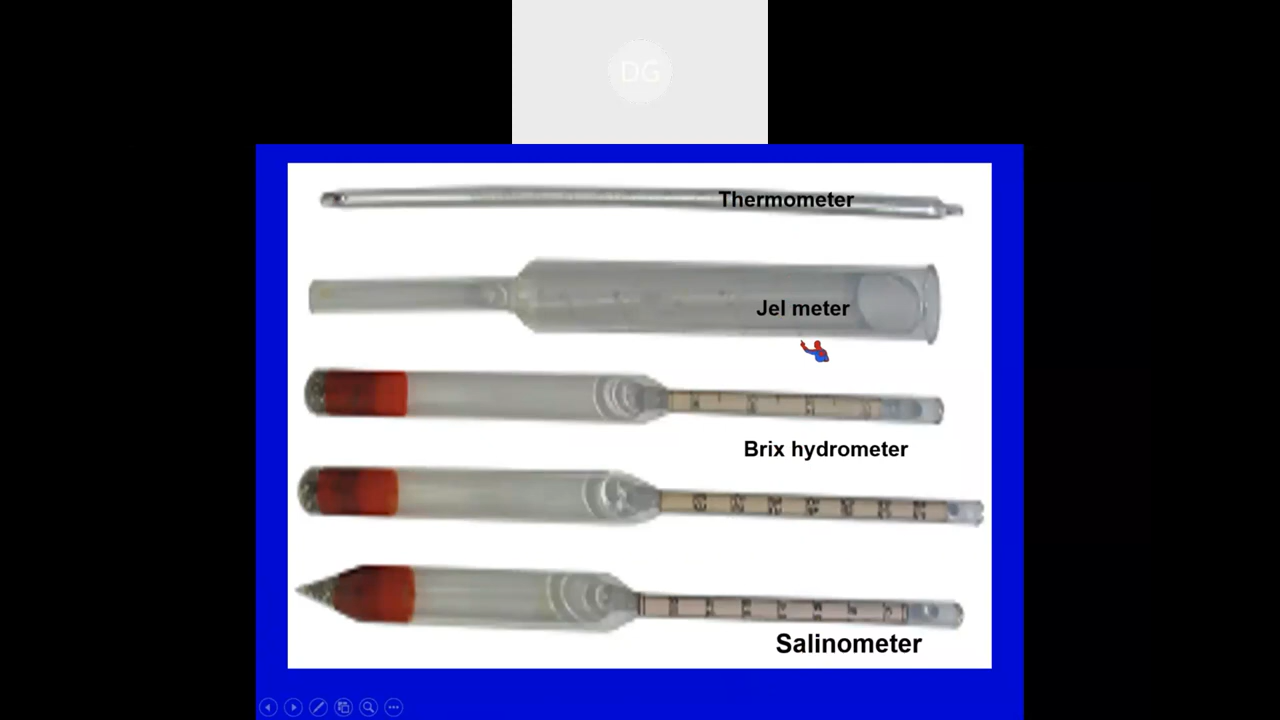 DG
Thermometer
Jel meter
Brix hydrometer
Salinometer